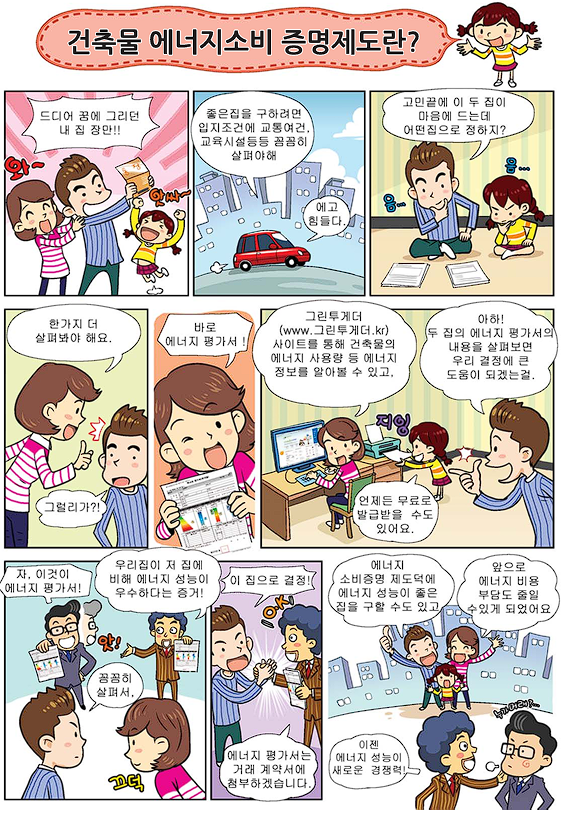 건축물 에너지소비 증명제도란?
드디어 꿈에 그리던
내 집 장만!!
와~
아싸~
좋은집을 구하려면
입지조건에 교통여건,
교육시설등등 꼼꼼히
살펴야해
에고
힘들다.
고민끝에 이 두 집이
마음에 드는데
어떤집으로 정하지?
음...
음...
한가지 더
살펴봐야 해요.
그럴리가?!
바로
에너지 평가서 !
그린투게더
(www.그린투게더.kr)
사이트를 통해 건축물의
에너지 사용량 등 에너지
정보를 알아볼 수 있고,
지잉
언제든 무료로
발급받을 수도
있어요.
아하!
두 집의 에너지 평가서의
내용을 살펴보면
우리 결정에 큰
도움이 되겠는걸.
자, 이것이
에너지 평가서!
우리집이 저 집에
비해 에너지 성능이
우수하다는 증거!
앗!
꼼꼼히
살펴서,
끄덕
이 집으로 결정!
OK!
에너지 평가서는
거래 계약서에
첨부하겠습니다.
에너지
소비증명 제도덕에
에너지 성능이 좋은
집을 구할 수도 있고
앞으로
에너지 비용
부담도 줄일
수있게 되었어요
이젠
에너지 성능이
새로운 경쟁력!